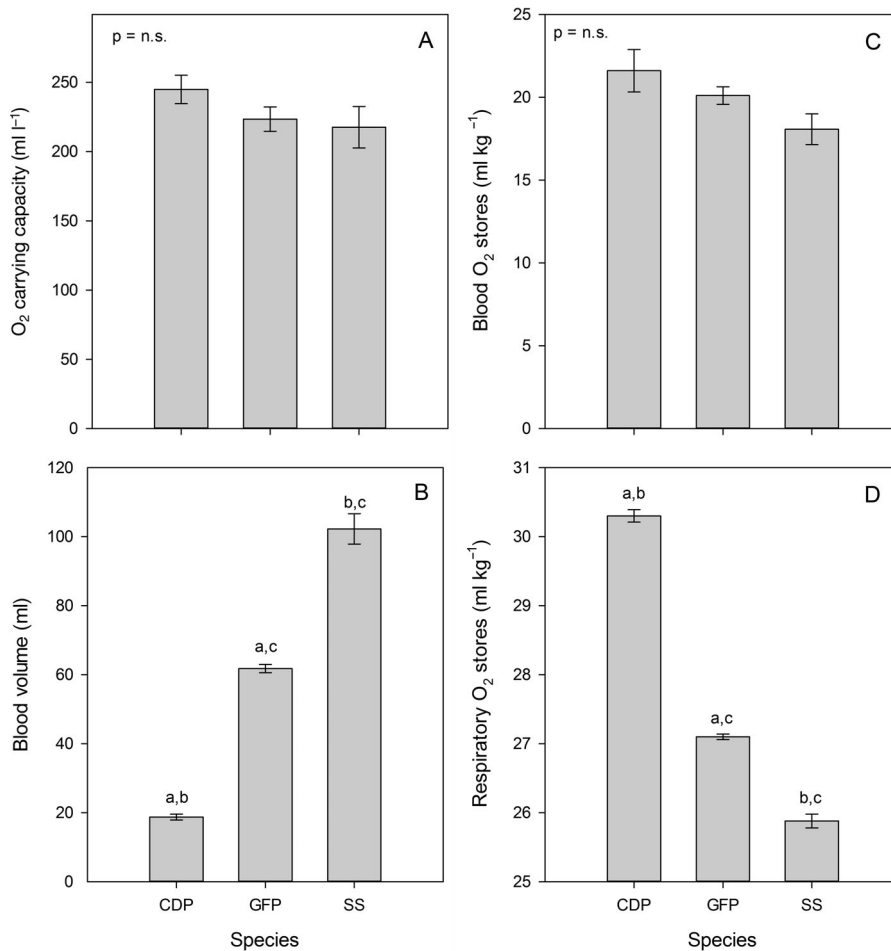 p = n.s.
A
O₂ carrying capacity (ml l⁻¹)
250
200
150
100
50
0
p = n.s.
C
Blood O₂ stores (ml kg⁻¹)
25
20
15
10
5
0
B
Blood volume (ml)
120
100
80
60
40
20
0
a,b
a,c
b,c
CDP
GFP
SS
Species
D
Respiratory O₂ stores (ml kg⁻¹)
31
30
29
28
27
26
25
a,b
a,c
b,c
CDP
GFP
SS
Species